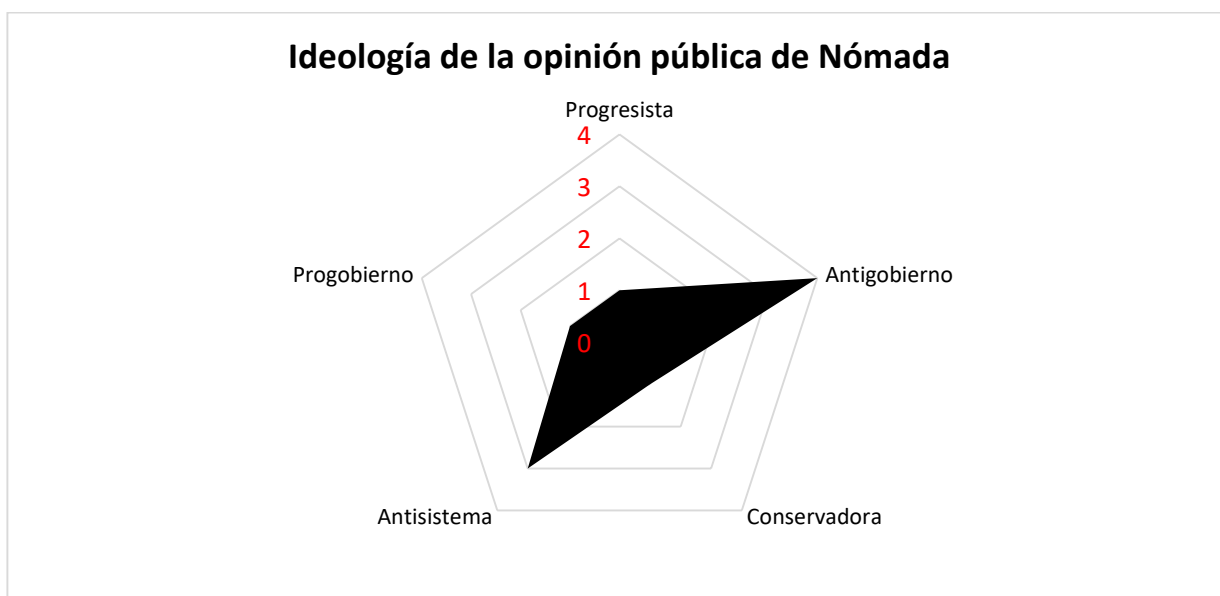 Ideología de la opinión pública de Nómada
Progresista
4
3
2
1
0
Antigobierno
Conservadora
Antisistema
Progobierno